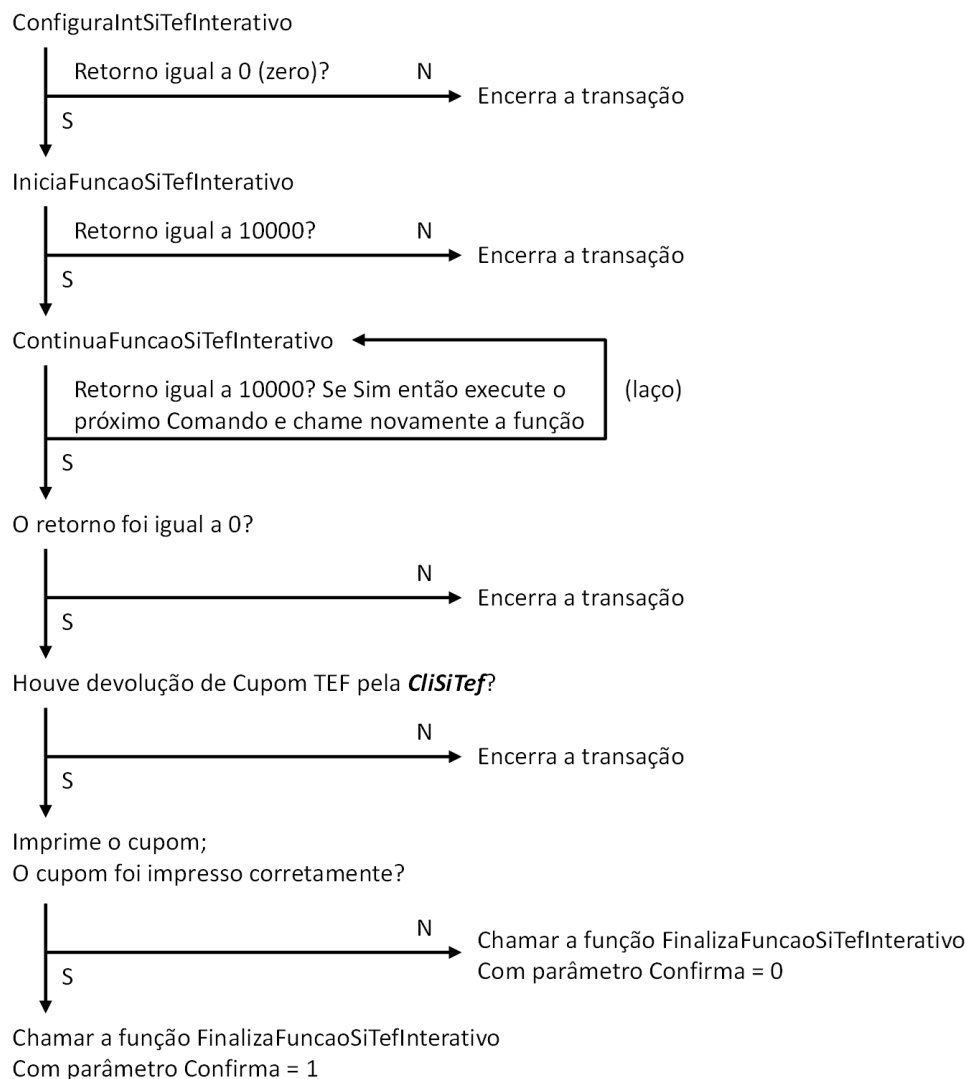 ConfiguraIntSiTefInterativo
Retorno igual a 0 (zero)?
N
Encerra a transação
S
IniciaFuncaoSiTefInterativo
Retorno igual a 10000?
N
Encerra a transação
S
ContinuaFuncaoSiTefInterativo
Retorno igual a 10000? Se Sim então execute o
próximo Comando e chame novamente a função
(laço)
S
O retorno foi igual a 0?
N
Encerra a transação
S
Houve devolução de Cupom TEF pela CliSiTef?
N
Encerra a transação
S
Imprime o cupom;
O cupom foi impresso corretamente?
N
Chamar a função FinalizaFuncaoSiTefInterativo
Com parâmetro Confirma = 0
S
Chamar a função FinalizaFuncaoSiTefInterativo
Com parâmetro Confirma = 1